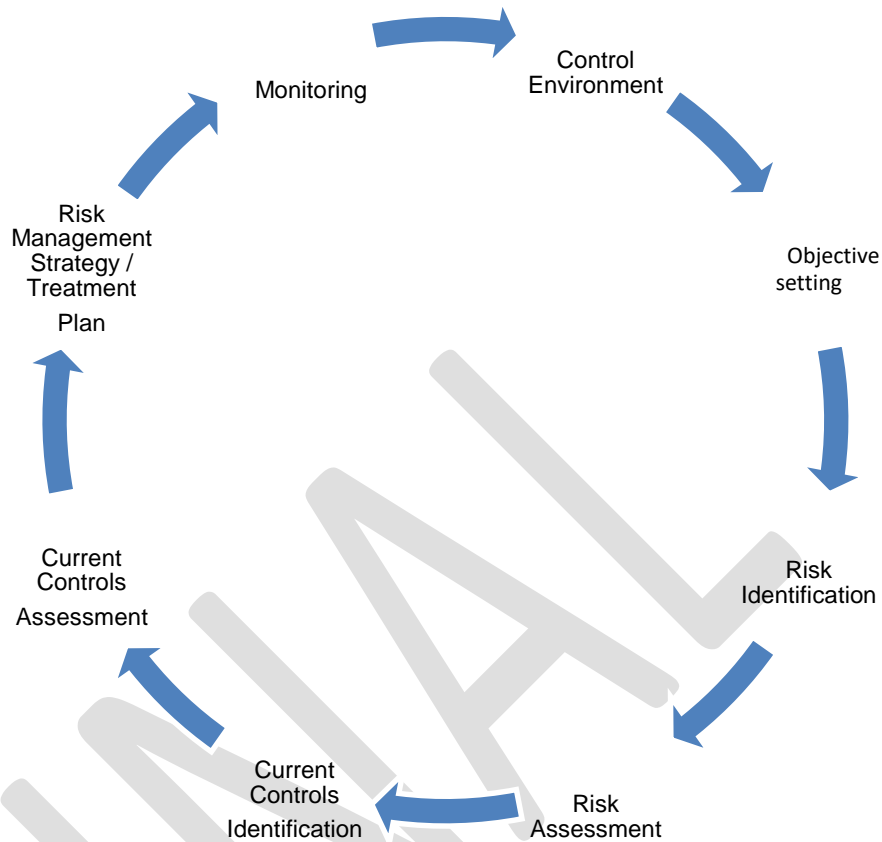 Monitoring
Control
Environment
Objective
setting
Risk
Identification
Risk
Assessment
Current
Controls
Identification
Current
Controls
Assessment
Risk
Management
Strategy /
Treatment
Plan